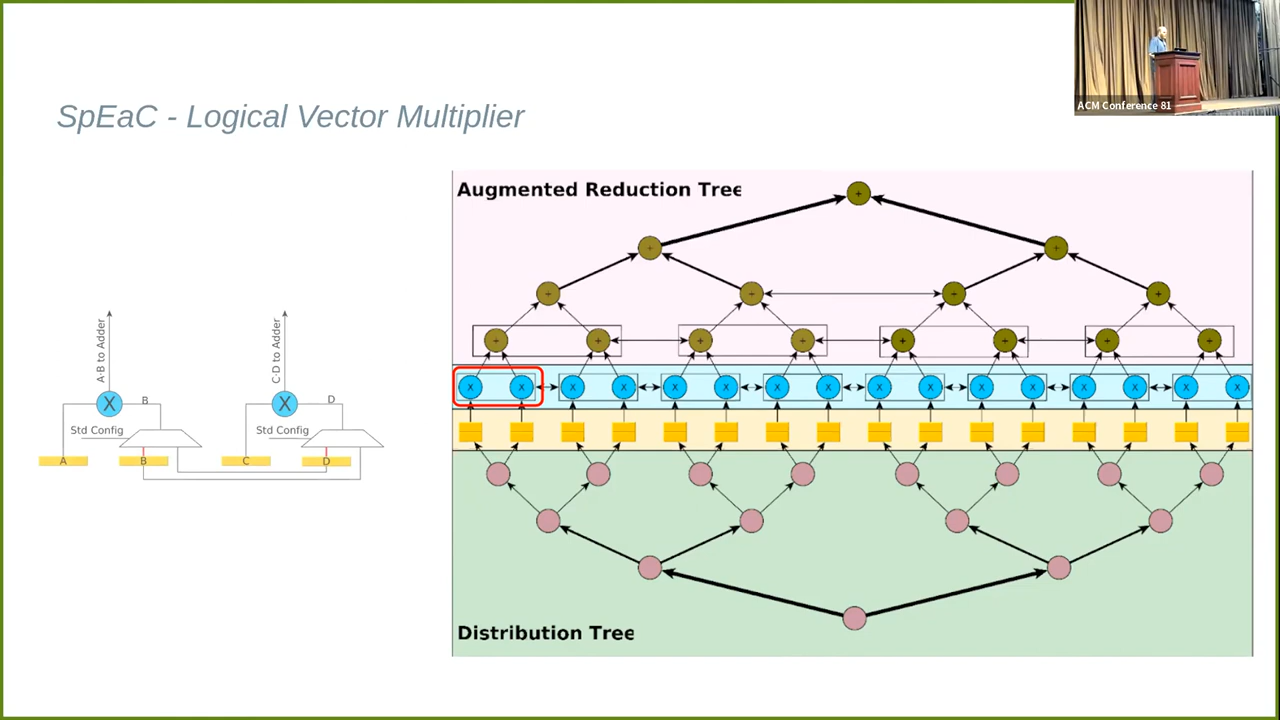 ACM Conference 81
SpEaC - Logical Vector Multiplier
Augmented Reduction Tree
+
+ +
+ + + +
+ + + + + + + +
X X X X X X X X X X X X X X X X
A·B to Adder
C·D to Adder
X B X D
Std Config Std Config
A B C D
Distribution Tree